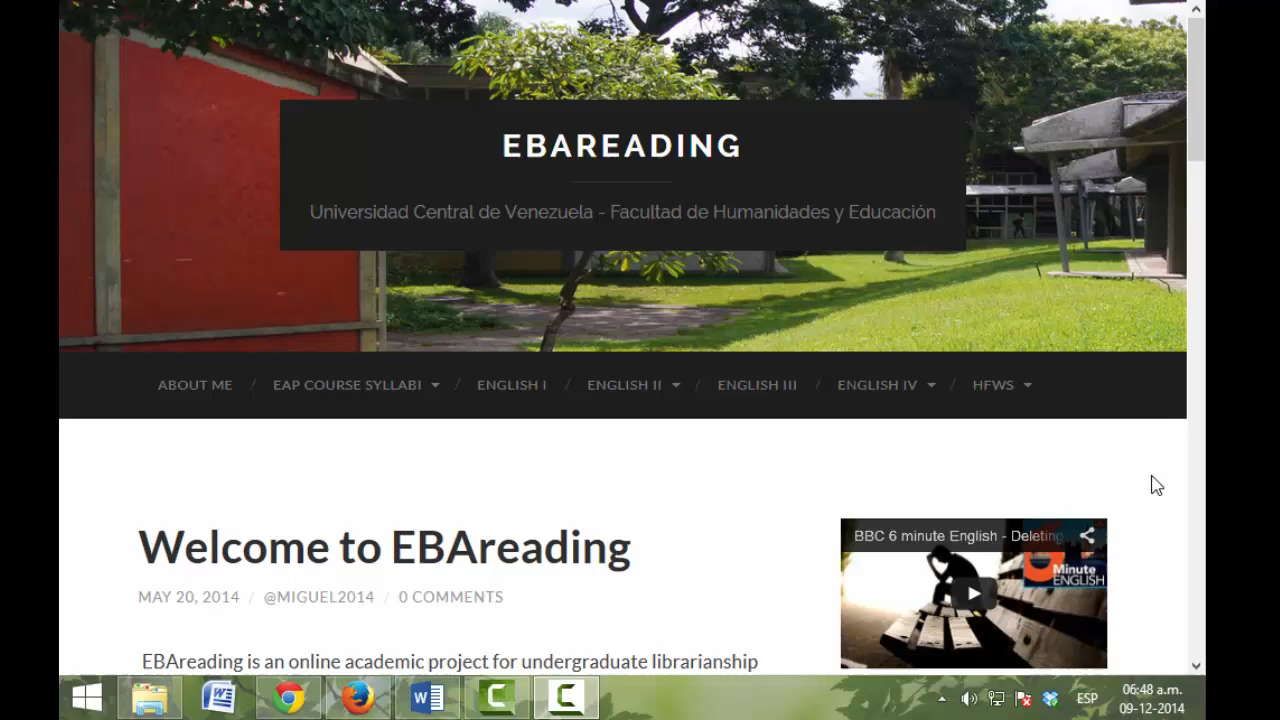 EBAREADING
Universidad Central de Venezuela - Facultad de Humanidades y Educación
ABOUT ME / EAP COURSE SYLLABI / ENGLISH I / ENGLISH II / ENGLISH III / ENGLISH IV / HFWS
Welcome to EBAreading
MAY 20, 2014 / @MIGUEL2014 / 0 COMMENTS
BBC 6 minute English - Deleting
6 Minute
ENGLISH
EBAreading is an online academic project for undergraduate librarianship
ESP
06:48 a.m.
09-12-2014